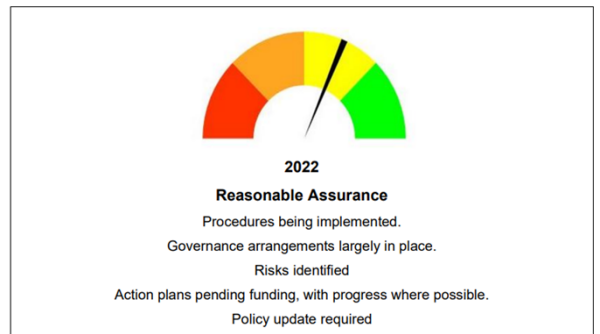 2022
Reasonable Assurance
Procedures being implemented.
Governance arrangements largely in place.
Risks identified
Action plans pending funding, with progress where possible.
Policy update required